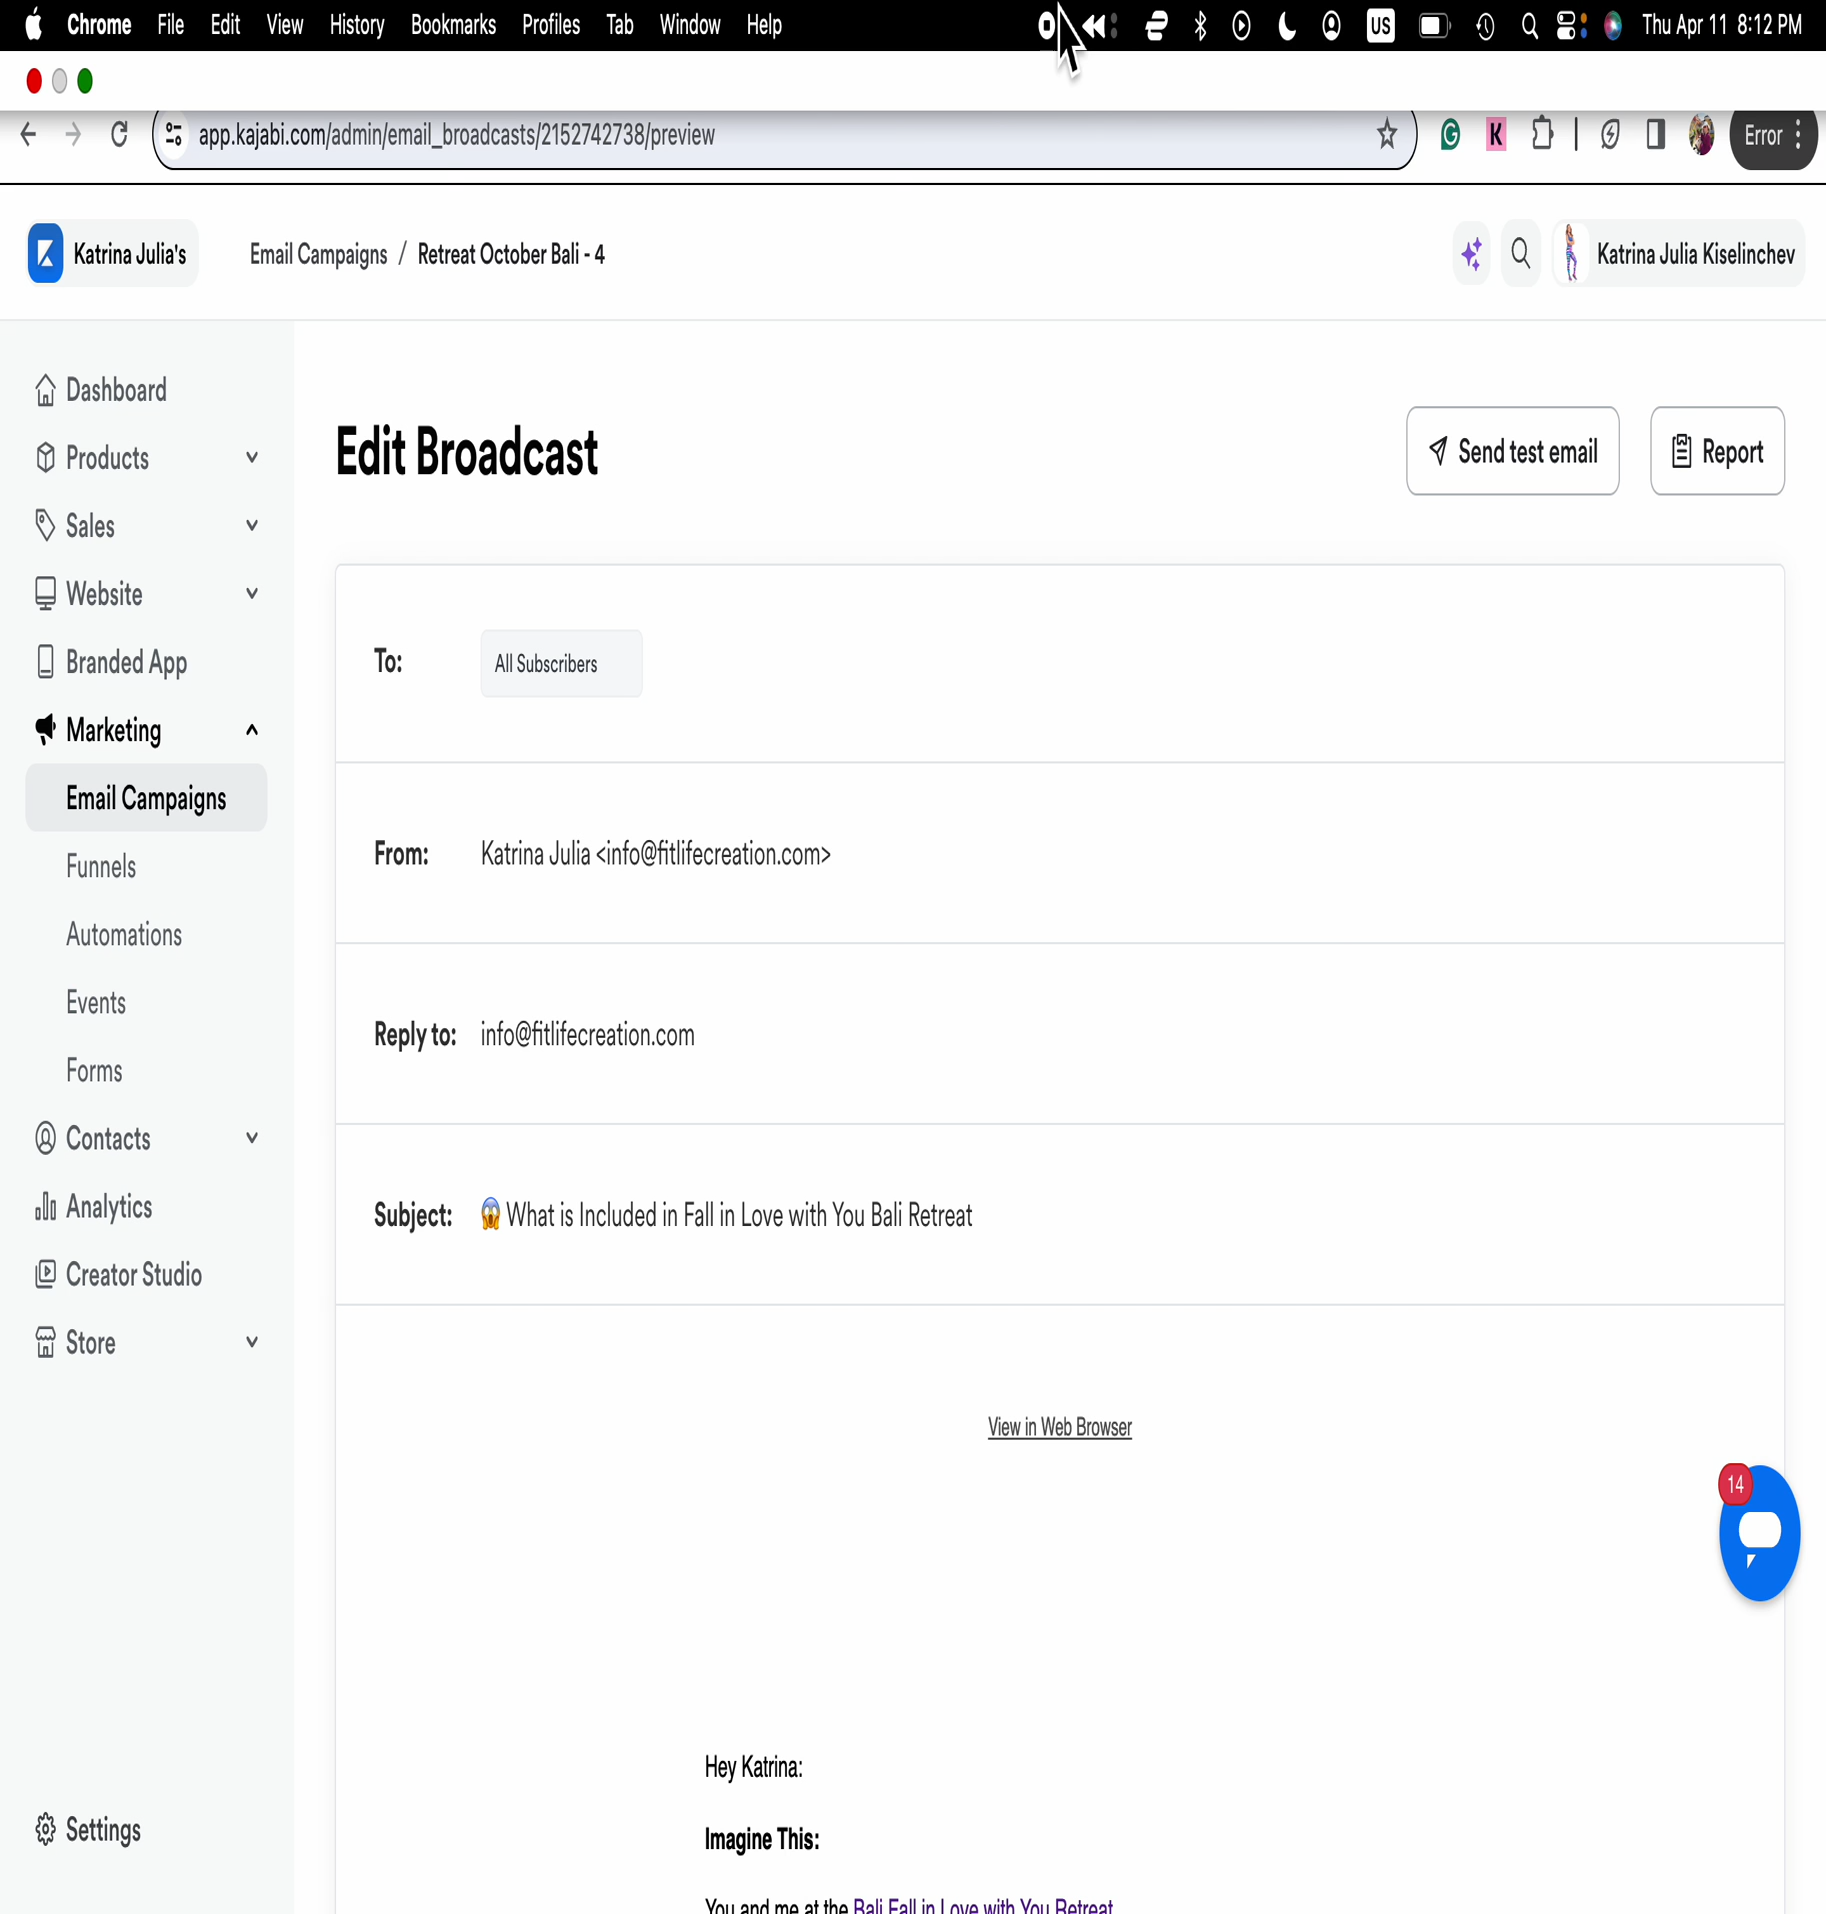 Chrome File Edit View History Bookmarks Profiles Tab Window Help US Thu Apr 11 8:12 PM
app.kajabi.com/admin/email_broadcasts/2152742738/preview K Error
Katrina Julia's Email Campaigns / Retreat October Bali - 4 Katrina Julia Kiselinchev
Dashboard
Products
Sales
Website
Branded App
Marketing
Email Campaigns
Funnels
Automations
Events
Forms
Contacts
Analytics
Creator Studio
Store
Settings
Edit Broadcast Send test email Report
To: All Subscribers
From: Katrina Julia <info@fitlifecreation.com>
Reply to: info@fitlifecreation.com
Subject: 😱 What is Included in Fall in Love with You Bali Retreat
View in Web Browser
14
Hey Katrina:
Imagine This:
You and me at the Bali Fall in Love with You Retreat